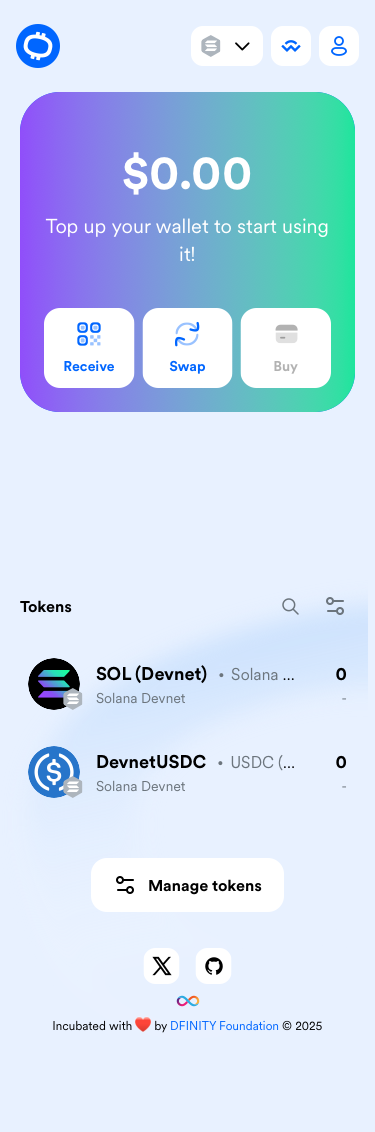 $0.00
Top up your wallet to start using
it!
Receive
Swap
Buy
Tokens
SOL (Devnet) • Solana ... 0
Solana Devnet -
DevnetUSDC • USDC (... 0
Solana Devnet -
Manage tokens
Incubated with ❤️ by DFINITY Foundation © 2025